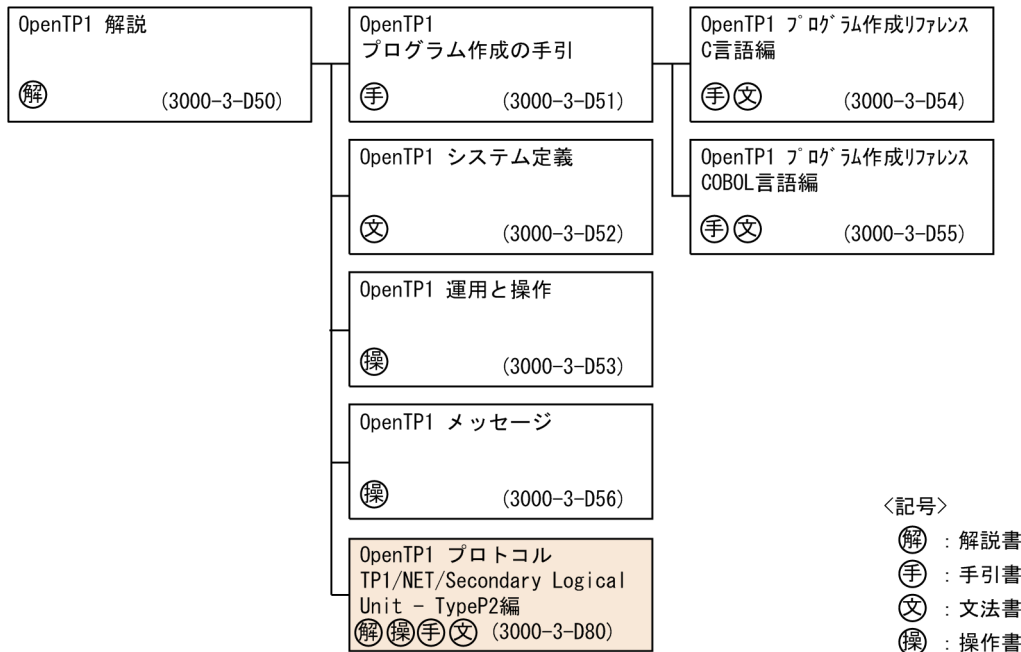 OpenTP1 解説
㊙解 (3000-3-D50)
OpenTP1
プログラム作成の手引
手 (3000-3-D51)
OpenTP1 プログラム作成リファレンス
C言語編
手 文 (3000-3-D54)
OpenTP1 システム定義
文 (3000-3-D52)
OpenTP1 プログラム作成リファレンス
COBOL言語編
手 文 (3000-3-D55)
OpenTP1 運用と操作
操 (3000-3-D53)
OpenTP1 メッセージ
操 (3000-3-D56)
OpenTP1 プロトコル
TP1/NET/Secondary Logical
Unit - TypeP2編
解 操 手 文 (3000-3-D80)
<記号>
解 : 解説書
手 : 手引書
文 : 文法書
操 : 操作書